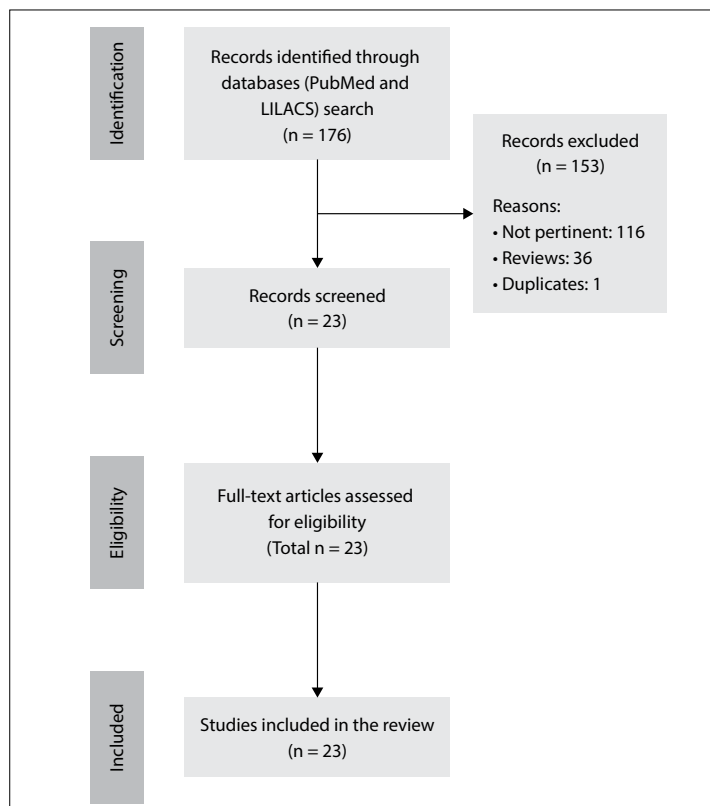 Identification
Records identified through
databases (PubMed and
LILACS) search
(n = 176)
Records excluded
(n = 153)
Reasons:
• Not pertinent: 116
• Reviews: 36
• Duplicates: 1
Screening
Records screened
(n = 23)
Eligibility
Full-text articles assessed
for eligibility
(Total n = 23)
Included
Studies included in the review
(n = 23)